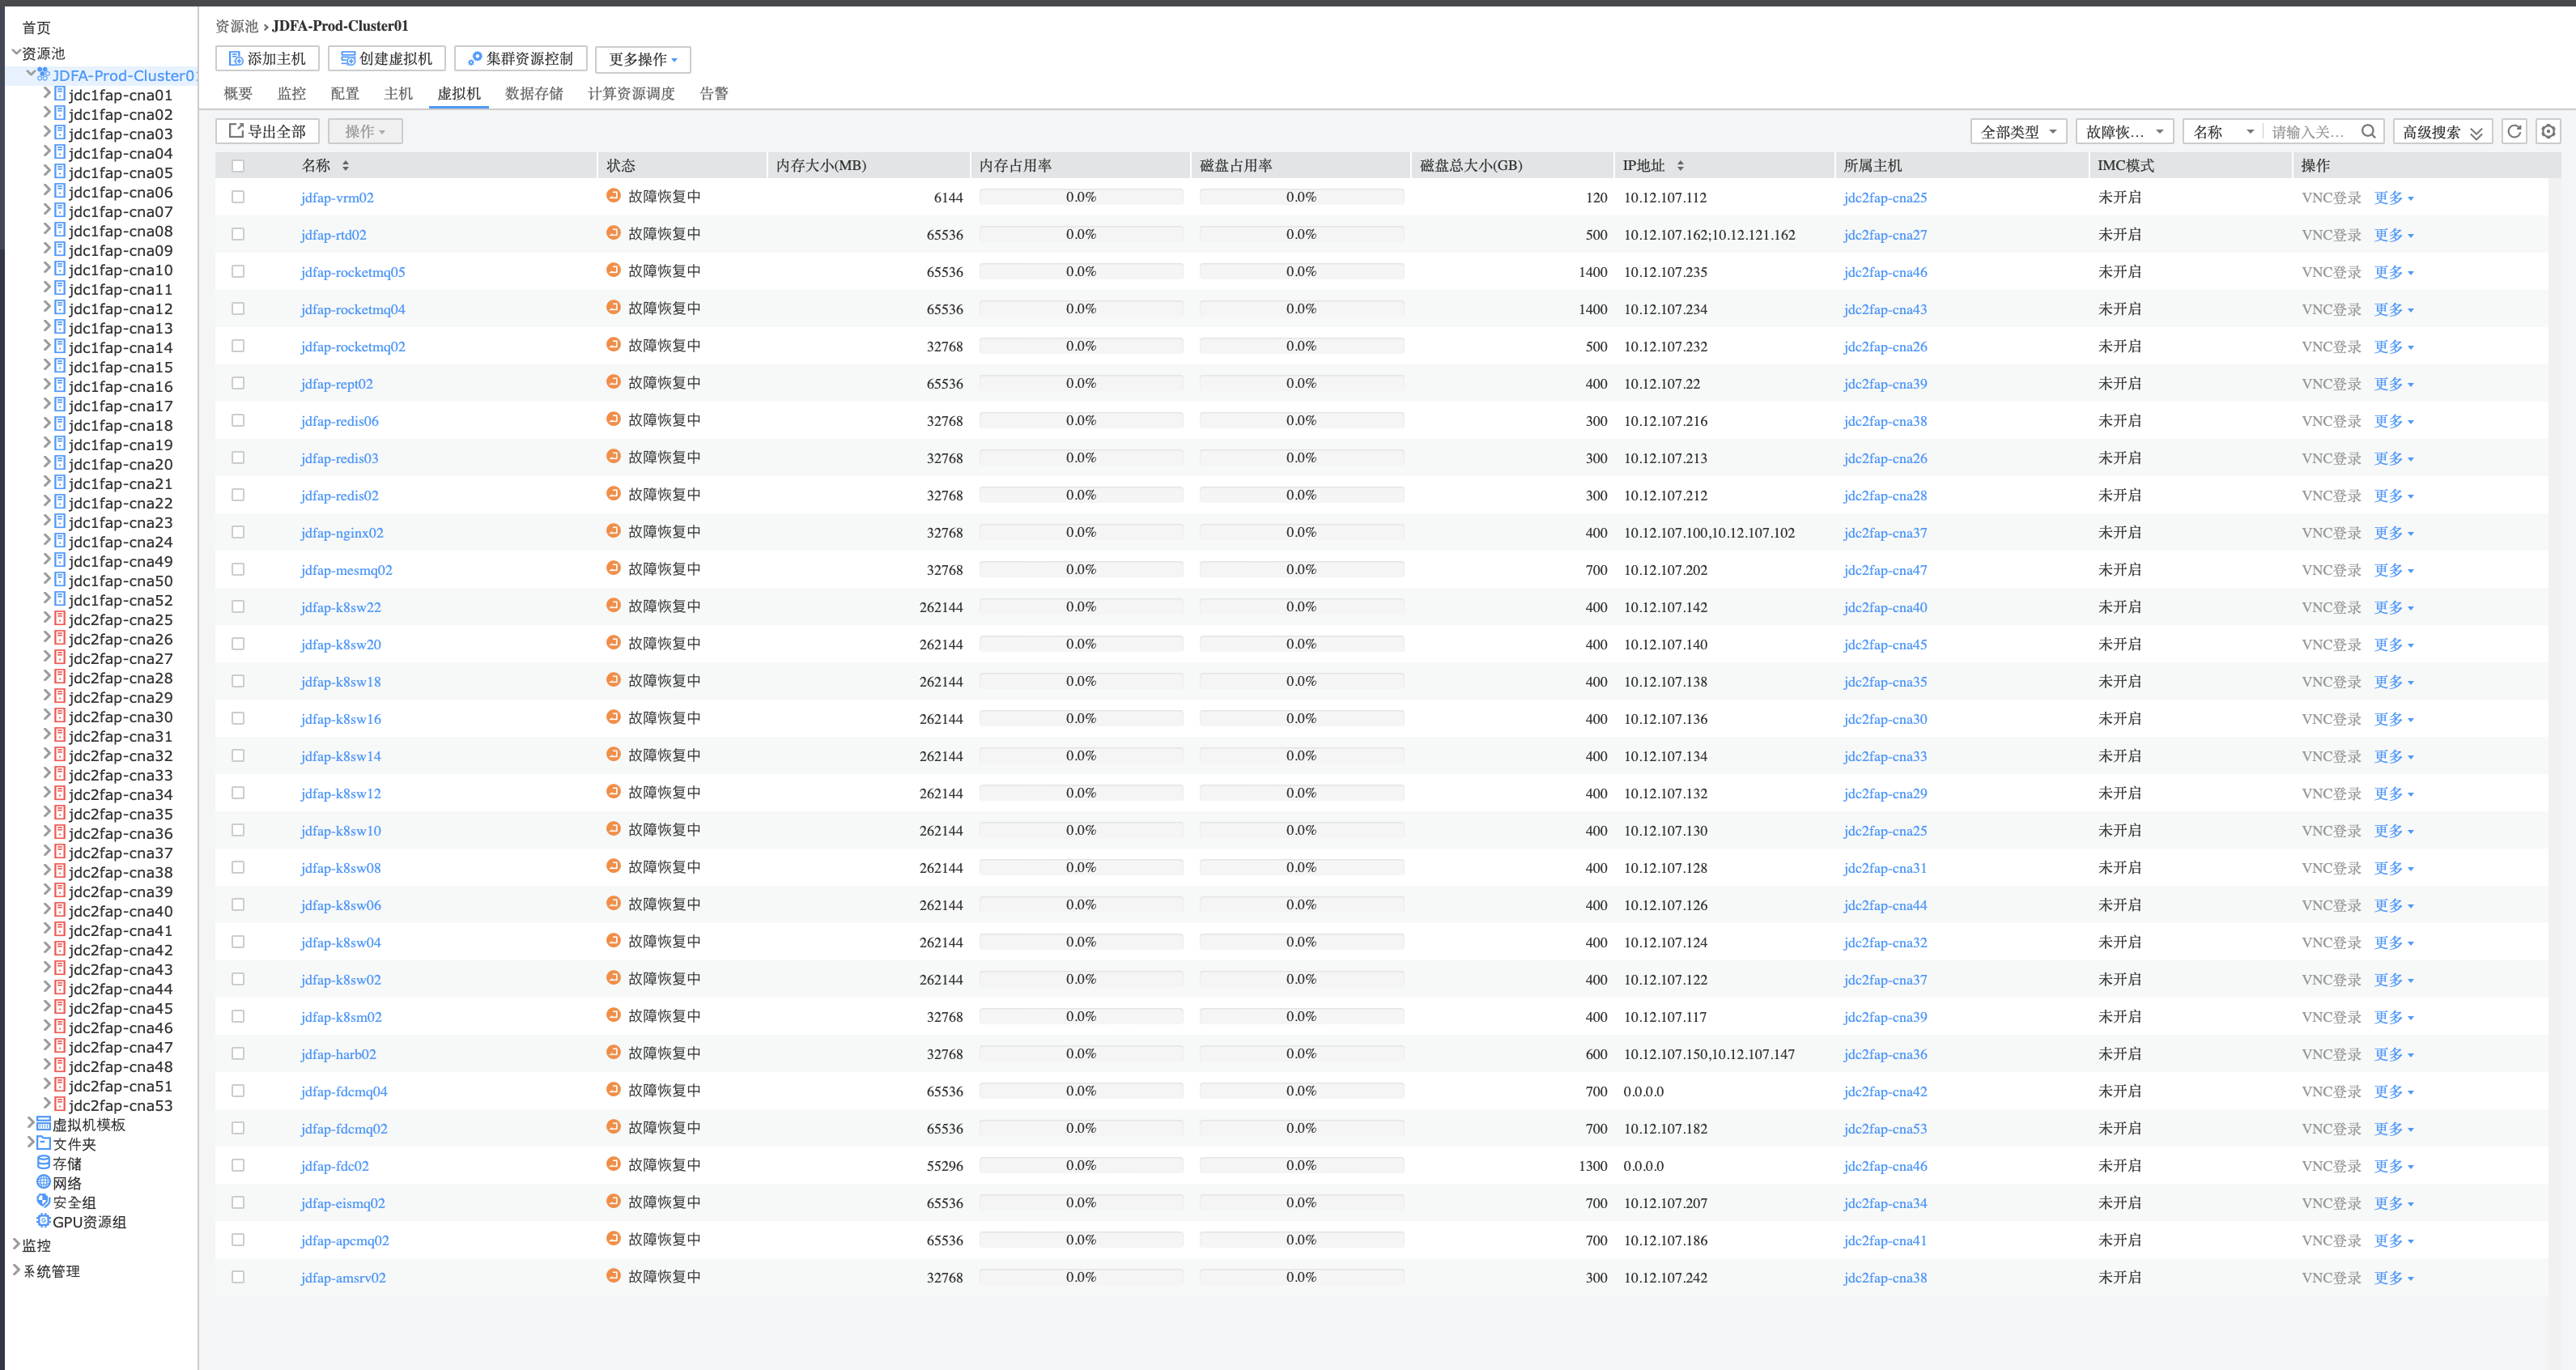 首页
资源池
JDFA-Prod-Cluster01
jdc1fap-cna01
jdc1fap-cna02
jdc1fap-cna03
jdc1fap-cna04
jdc1fap-cna05
jdc1fap-cna06
jdc1fap-cna07
jdc1fap-cna08
jdc1fap-cna09
jdc1fap-cna10
jdc1fap-cna11
jdc1fap-cna12
jdc1fap-cna13
jdc1fap-cna14
jdc1fap-cna15
jdc1fap-cna16
jdc1fap-cna17
jdc1fap-cna18
jdc1fap-cna19
jdc1fap-cna20
jdc1fap-cna21
jdc1fap-cna22
jdc1fap-cna23
jdc1fap-cna24
jdc1fap-cna49
jdc1fap-cna50
jdc1fap-cna52
jdc2fap-cna25
jdc2fap-cna26
jdc2fap-cna27
jdc2fap-cna28
jdc2fap-cna29
jdc2fap-cna30
jdc2fap-cna31
jdc2fap-cna32
jdc2fap-cna33
jdc2fap-cna34
jdc2fap-cna35
jdc2fap-cna36
jdc2fap-cna37
jdc2fap-cna38
jdc2fap-cna39
jdc2fap-cna40
jdc2fap-cna41
jdc2fap-cna42
jdc2fap-cna43
jdc2fap-cna44
jdc2fap-cna45
jdc2fap-cna46
jdc2fap-cna47
jdc2fap-cna48
jdc2fap-cna51
jdc2fap-cna53
虚拟机模板
文件夹
存储
网络
安全组
GPU资源组
监控
系统管理
资源池 › JDFA-Prod-Cluster01
添加主机 创建虚拟机 集群资源控制 更多操作
概要 监控 配置 主机 虚拟机 数据存储 计算资源调度 告警
导出全部 操作 全部类型 故障恢... 名称 请输入关... 高级搜索
名称 状态 内存大小(MB) 内存占用率 磁盘占用率 磁盘总大小(GB) IP地址 所属主机 IMC模式 操作
jdfap-vrm02 故障恢复中 6144 0.0% 0.0% 120 10.12.107.112 jdc2fap-cna25 未开启 VNC登录 更多
jdfap-rtd02 故障恢复中 65536 0.0% 0.0% 500 10.12.107.162;10.12.121.162 jdc2fap-cna27 未开启 VNC登录 更多
jdfap-rocketmq05 故障恢复中 65536 0.0% 0.0% 1400 10.12.107.235 jdc2fap-cna46 未开启 VNC登录 更多
jdfap-rocketmq04 故障恢复中 65536 0.0% 0.0% 1400 10.12.107.234 jdc2fap-cna43 未开启 VNC登录 更多
jdfap-rocketmq02 故障恢复中 32768 0.0% 0.0% 500 10.12.107.232 jdc2fap-cna26 未开启 VNC登录 更多
jdfap-rept02 故障恢复中 65536 0.0% 0.0% 400 10.12.107.22 jdc2fap-cna39 未开启 VNC登录 更多
jdfap-redis06 故障恢复中 32768 0.0% 0.0% 300 10.12.107.216 jdc2fap-cna38 未开启 VNC登录 更多
jdfap-redis03 故障恢复中 32768 0.0% 0.0% 300 10.12.107.213 jdc2fap-cna26 未开启 VNC登录 更多
jdfap-redis02 故障恢复中 32768 0.0% 0.0% 300 10.12.107.212 jdc2fap-cna28 未开启 VNC登录 更多
jdfap-nginx02 故障恢复中 32768 0.0% 0.0% 400 10.12.107.100,10.12.107.102 jdc2fap-cna37 未开启 VNC登录 更多
jdfap-mesmq02 故障恢复中 32768 0.0% 0.0% 700 10.12.107.202 jdc2fap-cna47 未开启 VNC登录 更多
jdfap-k8sw22 故障恢复中 262144 0.0% 0.0% 400 10.12.107.142 jdc2fap-cna40 未开启 VNC登录 更多
jdfap-k8sw20 故障恢复中 262144 0.0% 0.0% 400 10.12.107.140 jdc2fap-cna45 未开启 VNC登录 更多
jdfap-k8sw18 故障恢复中 262144 0.0% 0.0% 400 10.12.107.138 jdc2fap-cna35 未开启 VNC登录 更多
jdfap-k8sw16 故障恢复中 262144 0.0% 0.0% 400 10.12.107.136 jdc2fap-cna30 未开启 VNC登录 更多
jdfap-k8sw14 故障恢复中 262144 0.0% 0.0% 400 10.12.107.134 jdc2fap-cna33 未开启 VNC登录 更多
jdfap-k8sw12 故障恢复中 262144 0.0% 0.0% 400 10.12.107.132 jdc2fap-cna29 未开启 VNC登录 更多
jdfap-k8sw10 故障恢复中 262144 0.0% 0.0% 400 10.12.107.130 jdc2fap-cna25 未开启 VNC登录 更多
jdfap-k8sw08 故障恢复中 262144 0.0% 0.0% 400 10.12.107.128 jdc2fap-cna31 未开启 VNC登录 更多
jdfap-k8sw06 故障恢复中 262144 0.0% 0.0% 400 10.12.107.126 jdc2fap-cna44 未开启 VNC登录 更多
jdfap-k8sw04 故障恢复中 262144 0.0% 0.0% 400 10.12.107.124 jdc2fap-cna32 未开启 VNC登录 更多
jdfap-k8sw02 故障恢复中 262144 0.0% 0.0% 400 10.12.107.122 jdc2fap-cna37 未开启 VNC登录 更多
jdfap-k8sm02 故障恢复中 32768 0.0% 0.0% 400 10.12.107.117 jdc2fap-cna39 未开启 VNC登录 更多
jdfap-harb02 故障恢复中 32768 0.0% 0.0% 600 10.12.107.150,10.12.107.147 jdc2fap-cna36 未开启 VNC登录 更多
jdfap-fdcmq04 故障恢复中 65536 0.0% 0.0% 700 0.0.0.0 jdc2fap-cna42 未开启 VNC登录 更多
jdfap-fdcmq02 故障恢复中 65536 0.0% 0.0% 700 10.12.107.182 jdc2fap-cna53 未开启 VNC登录 更多
jdfap-fdc02 故障恢复中 55296 0.0% 0.0% 1300 0.0.0.0 jdc2fap-cna46 未开启 VNC登录 更多
jdfap-eismq02 故障恢复中 65536 0.0% 0.0% 700 10.12.107.207 jdc2fap-cna34 未开启 VNC登录 更多
jdfap-apcmq02 故障恢复中 65536 0.0% 0.0% 700 10.12.107.186 jdc2fap-cna41 未开启 VNC登录 更多
jdfap-amsrv02 故障恢复中 32768 0.0% 0.0% 300 10.12.107.242 jdc2fap-cna38 未开启 VNC登录 更多